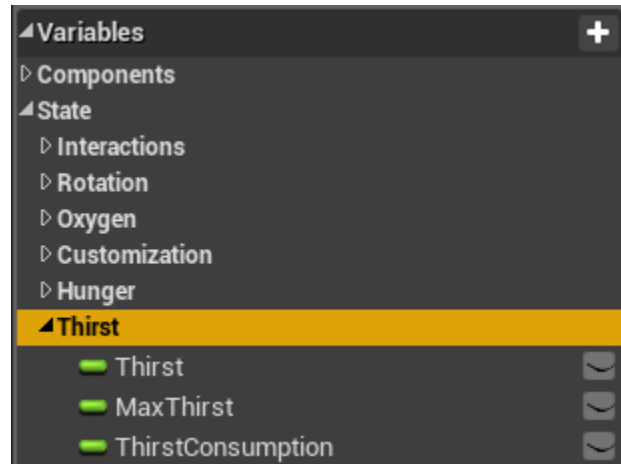 Variables
Components
State
Interactions
Rotation
Oxygen
Customization
Hunger
Thirst
Thirst
MaxThirst
ThirstConsumption